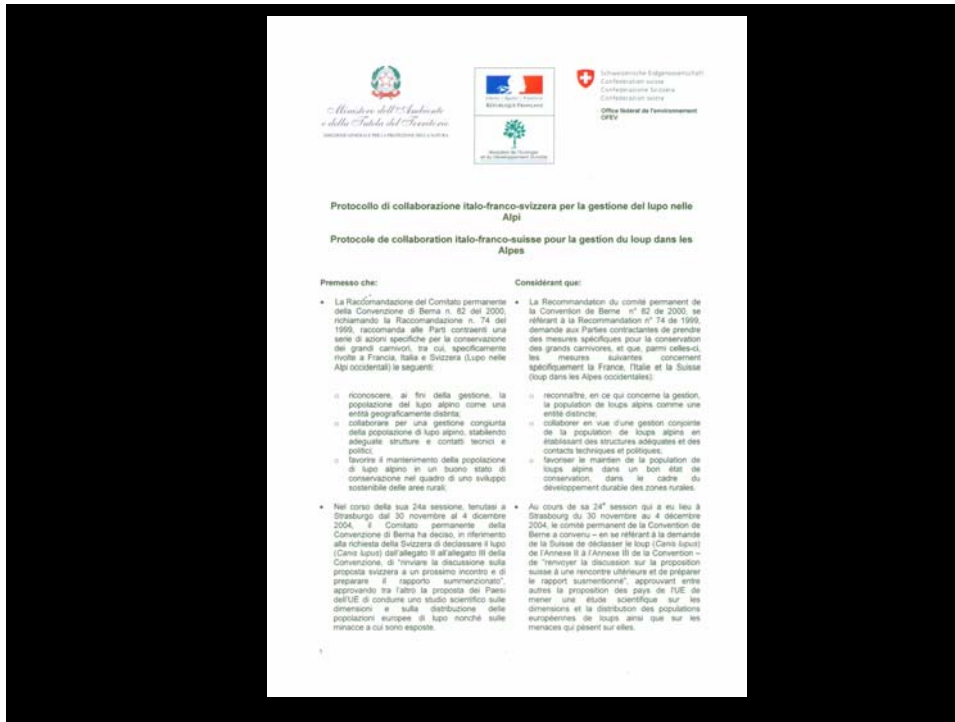 Ministero dell'Ambiente
e della Tutela del Territorio
DIREZIONE GENERALE PER LA PROTEZIONE DELLA NATURA
Liberté • Égalité • Fraternité
RÉPUBLIQUE FRANÇAISE
Ministère de l'Écologie
et du Développement Durable
Schweizerische Eidgenossenschaft
Confédération suisse
Confederazione Svizzera
Confederaziun svizra
Office fédéral de l'environnement
OFEV
Protocollo di collaborazione italo-franco-svizzera per la gestione del lupo nelle
Alpi
Protocole de collaboration italo-franco-suisse pour la gestion du loup dans les
Alpes
Premesso che:
• La Raccomandazione del Comitato permanente
della Convenzione di Berna n. 82 del 2000,
richiamando la Raccomandazione n. 74 del
1999, raccomanda alle Parti contraenti una
serie di azioni specifiche per la conservazione
dei grandi carnivori, tra cui, specificamente
rivolte a Francia, Italia e Svizzera (Lupo nelle
Alpi occidentali) le seguenti:
o riconoscere, ai fini della gestione, la
popolazione del lupo alpino come una
entità geograficamente distinta;
o collaborare per una gestione congiunta
della popolazione di lupo alpino, stabilendo
adeguate strutture e contatti tecnici e
politici;
o favorire il mantenimento della popolazione
di lupo alpino in un buono stato di
conservazione nel quadro di uno sviluppo
sostenibile delle aree rurali;
• Nel corso della sua 24a sessione, tenutasi a
Strasburgo dal 30 novembre al 4 dicembre
2004, il Comitato permanente della
Convenzione di Berna ha deciso, in riferimento
alla richiesta della Svizzera di declassare il lupo
(Canis lupus) dall'allegato II all'allegato III della
Convenzione, di "rinviare la discussione sulla
proposta svizzera a un prossimo incontro e di
preparare il rapporto summenzionato",
approvando tra l'altro la proposta dei Paesi
dell'UE di condurre uno studio scientifico sulle
dimensioni e sulla distribuzione delle
popolazioni europee di lupo nonché sulle
minacce a cui sono esposte.
Considérant que:
• La Recommandation du comité permanent de
la Convention de Berne n° 82 de 2000, se
référant à la Recommandation n° 74 de 1999,
demande aux Parties contractantes de prendre
des mesures spécifiques pour la conservation
des grands carnivores, et que, parmi celles-ci,
les mesures suivantes concernent
spécifiquement la France, l'Italie et la Suisse
(loup dans les Alpes occidentales):
o reconnaître, en ce qui concerne la gestion,
la population de loups alpins comme une
entité distincte;
o collaborer en vue d'une gestion conjointe
de la population de loups alpins en
établissant des structures adéquates et des
contacts techniques et politiques;
o favoriser le maintien de la population de
loups alpins dans un bon état de
conservation, dans le cadre du
développement durable des zones rurales.
• Au cours de sa 24e session qui a eu lieu à
Strasbourg du 30 novembre au 4 décembre
2004, le comité permanent de la Convention de
Berne a convenu – en se référant à la demande
de la Suisse de déclasser le loup (Canis lupus)
de l'Annexe II à l'Annexe III de la Convention –
de "renvoyer la discussion sur la proposition
suisse à une rencontre ultérieure et de préparer
le rapport susmentionné", approuvant entre
autres la proposition des pays de l'UE de
mener une étude scientifique sur les
dimensions et la distribution des populations
européennes de loups ainsi que sur les
menaces qui pèsent sur elles.